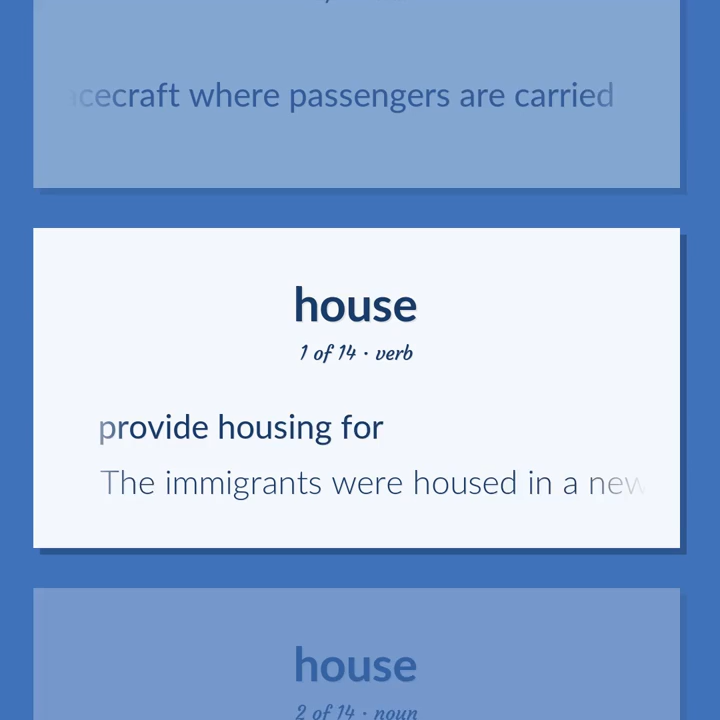 where passengers are carried
house
1 of 14 · verb
provide housing for
The immigrants were housed in a new
house
2 of 14 · noun